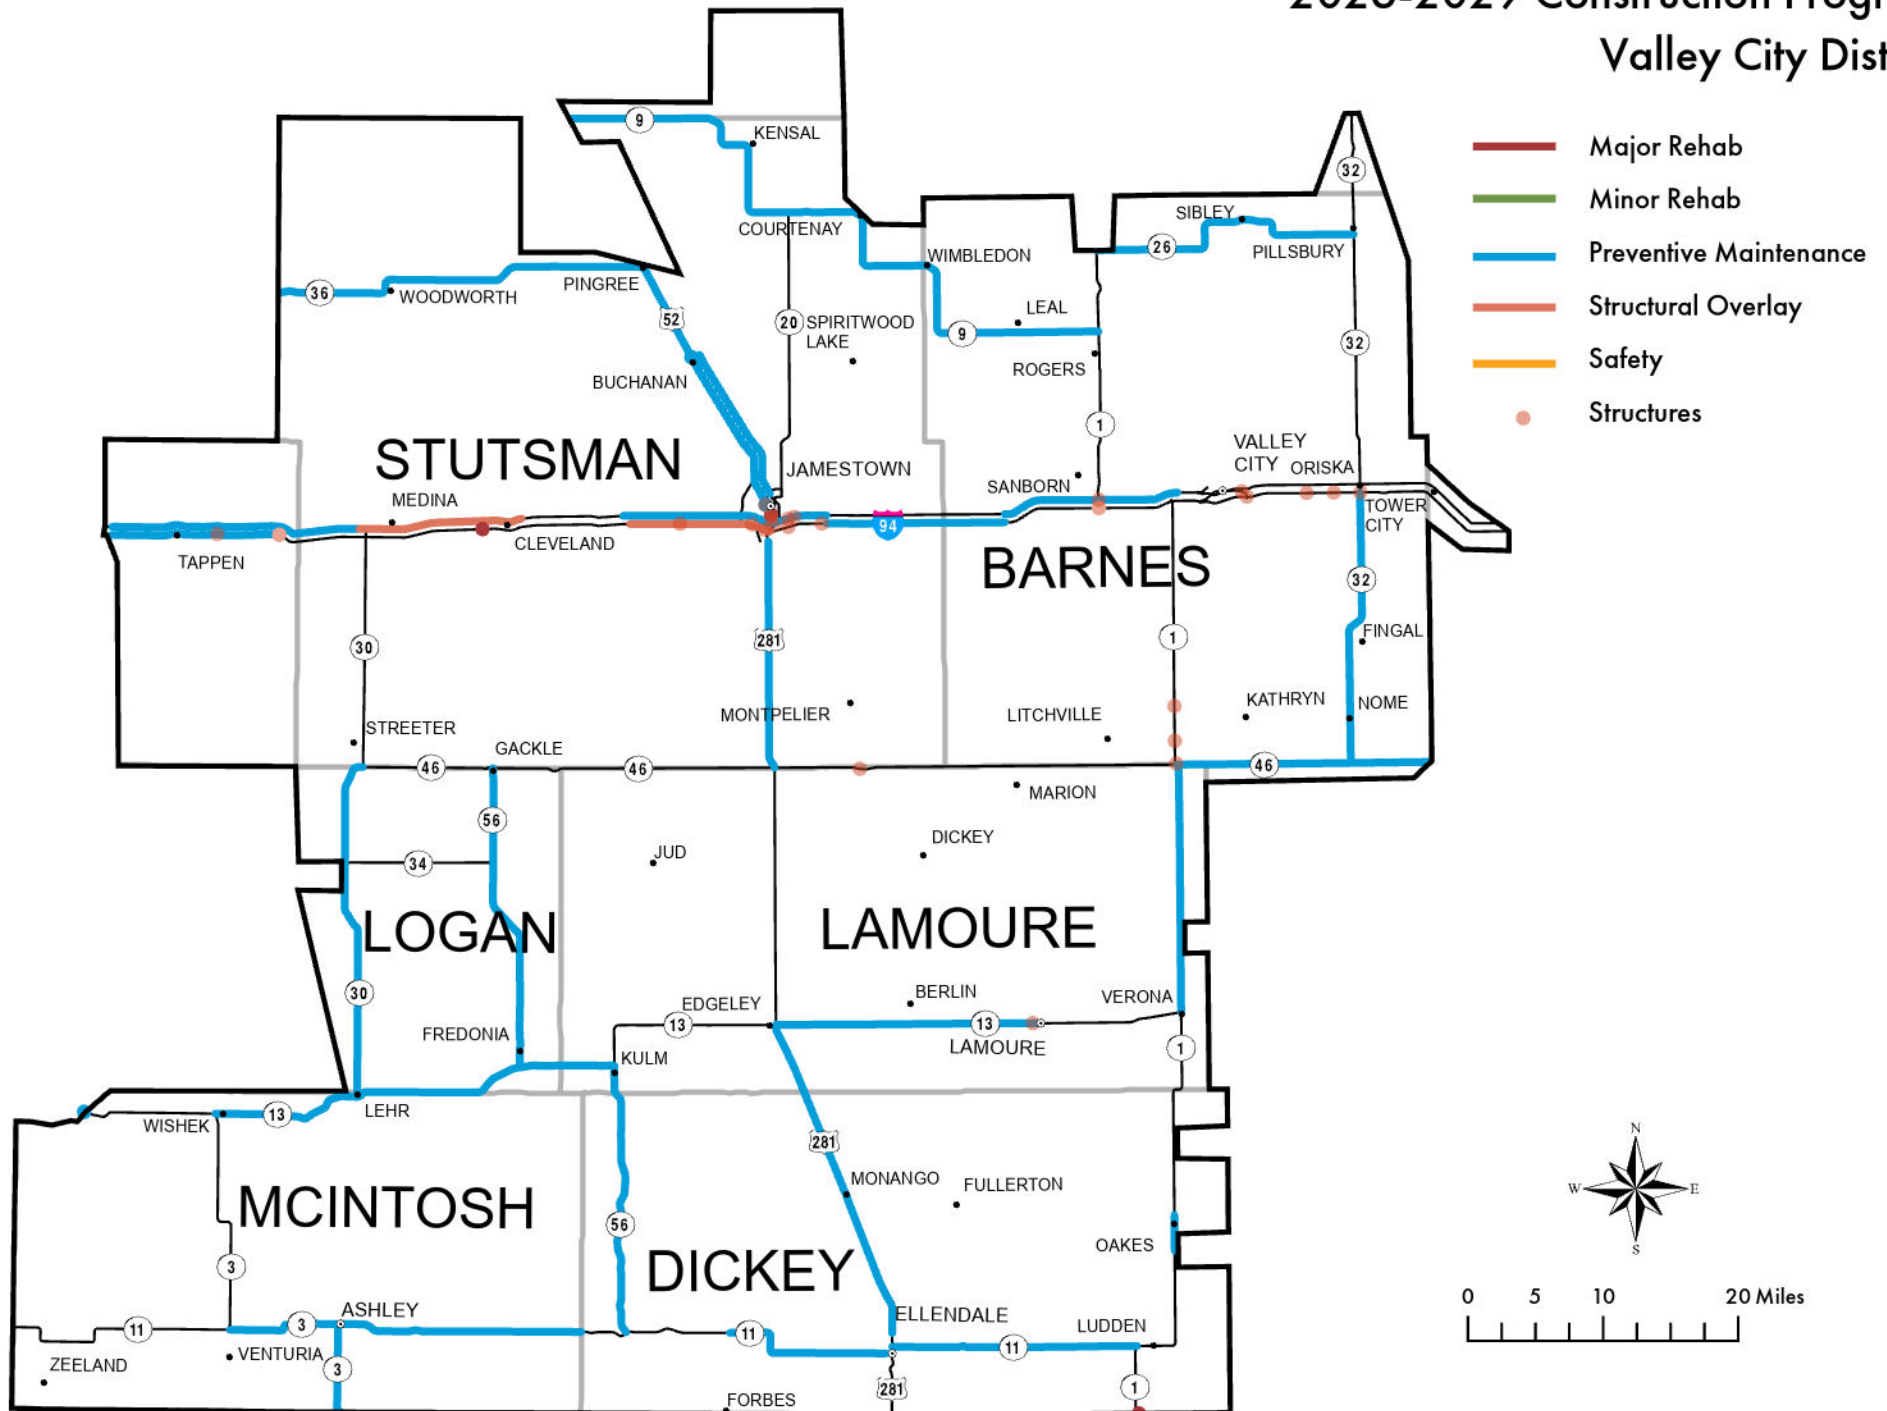 Valley City Dist
Major Rehab
Minor Rehab
Preventive Maintenance
Structural Overlay
Safety
Structures
9
KENSAL
32
COURTENAY
SIBLEY
26
PILLSBURY
WIMBLEDON
36
WOODWORTH
PINGREE
52
20
SPIRITWOOD
LAKE
LEAL
9
32
ROGERS
BUCHANAN
1
STUTSMAN
JAMESTOWN
VALLEY
CITY
ORISKA
MEDINA
SANBORN
TOWER
CITY
94
CLEVELAND
TAPPEN
BARNES
32
281
30
1
FINGAL
STREETER
MONTPELIER
LITCHVILLE
KATHRYN
NOME
GACKLE
46
46
46
MARION
56
DICKEY
JUD
34
LOGAN
LAMOURE
30
EDGELEY
BERLIN
VERONA
FREDONIA
13
13
LAMOURE
KULM
1
WISHEK
13
LEHR
281
MONANGO
FULLERTON
MCINTOSH
56
DICKEY
OAKES
3
N
W
E
S
0
5
10
20 Miles
11
3
ASHLEY
11
ELLENDALE
LUDDEN
11
ZEELAND
VENTURIA
3
281
1
FORBES